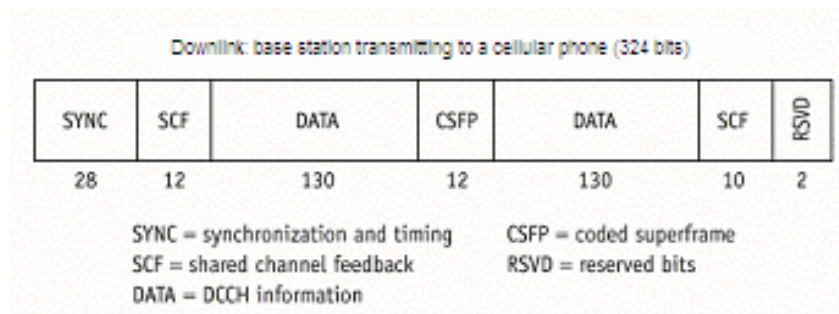 Downlink: base station transmitting to a cellular phone (324 bits)
SYNC SCF DATA CSFP DATA SCF RSVD
28 12 130 12 130 10 2
SYNC = synchronization and timing CSFP = coded superframe
SCF = shared channel feedback RSVD = reserved bits
DATA = DCCH information